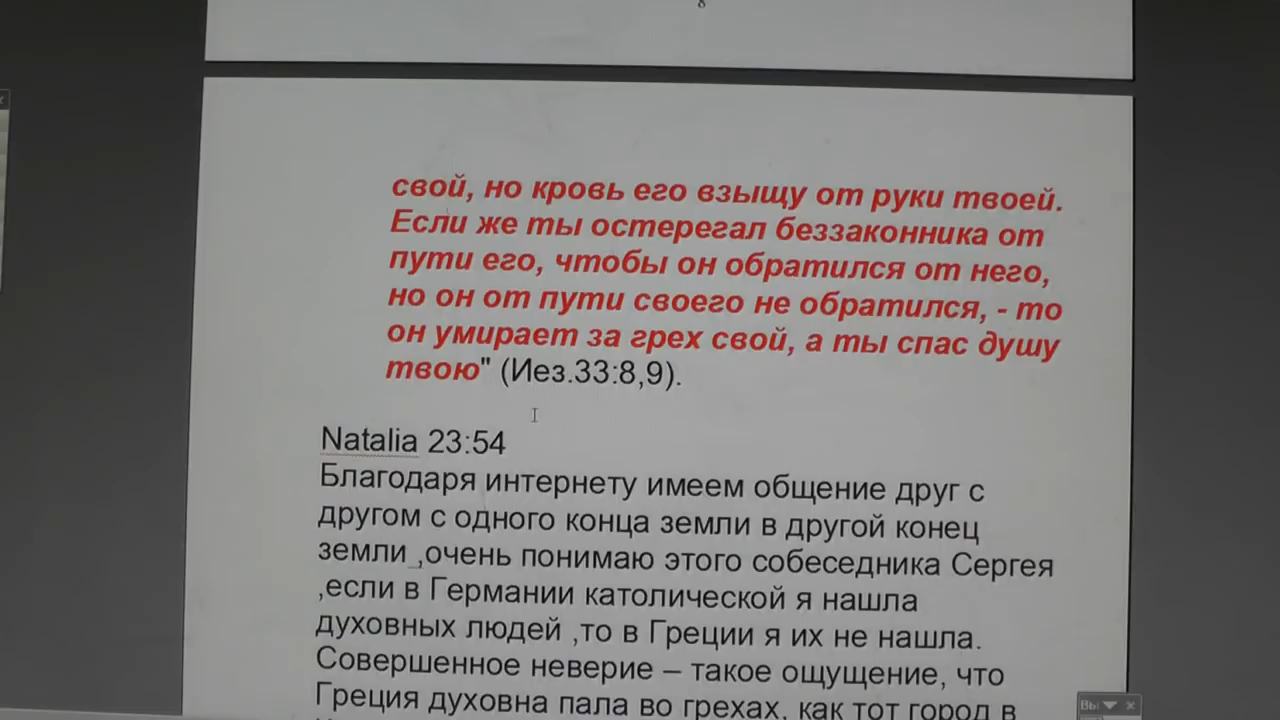 8
свой, но кровь его взыщу от руки твоей.
Если же ты остерегал беззаконника от
пути его, чтобы он обратился от него,
но он от пути своего не обратился, - то
он умирает за грех свой, а ты спас душу
твою" (Иез.33:8,9).
Natalia 23:54
Благодаря интернету имеем общение друг с
другом с одного конца земли в другой конец
земли ,очень понимаю этого собеседника Сергея
,если в Германии католической я нашла
духовных людей ,то в Греции я их не нашла.
Совершенное неверие – такое ощущение, что
Греция духовна пала во грехах, как тот город в
Вы